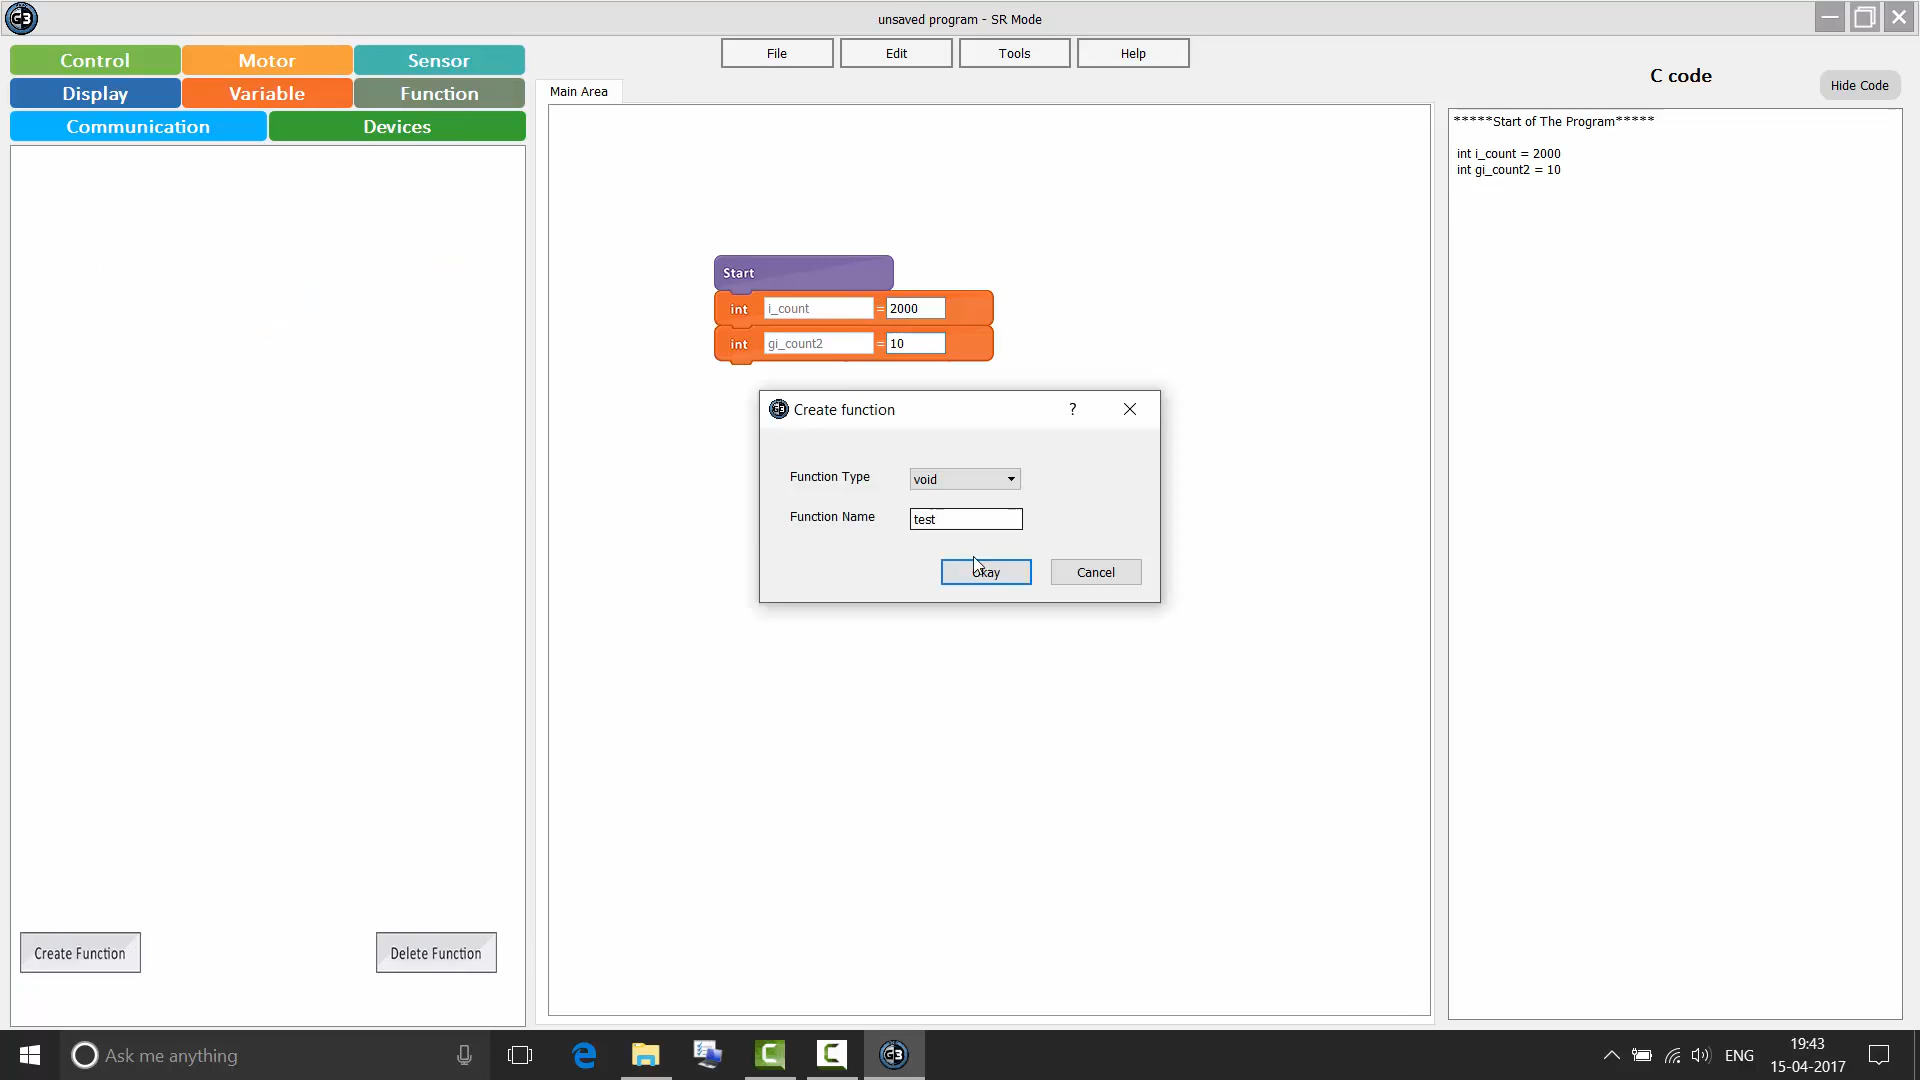 G3
unsaved program - SR Mode
Control
Motor
Sensor
Display
Variable
Function
Communication
Devices
File
Edit
Tools
Help
Main Area
C code
Hide Code
*****Start of The Program*****
int i_count = 2000
int gi_count2 = 10
Start
int i_count = 2000
int gi_count2 = 10
G3 Create function ?
Function Type void
Function Name test
Okay
Cancel
Create Function
Delete Function
Ask me anything
G3
ENG
19:43
15-04-2017